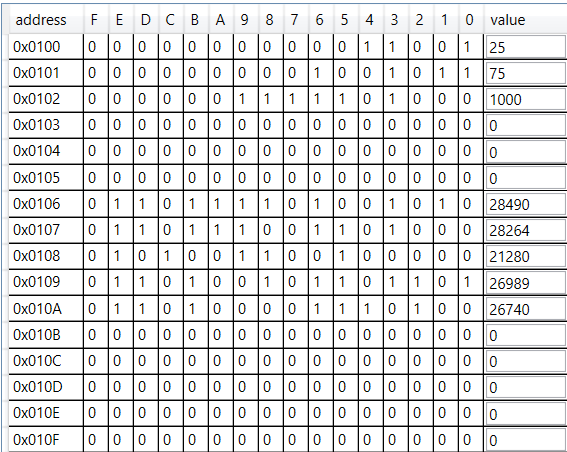 address F E D C B A 9 8 7 6 5 4 3 2 1 0 value
0x0100 0 0 0 0 0 0 0 0 0 0 0 1 1 0 0 1 25
0x0101 0 0 0 0 0 0 0 0 0 1 0 0 1 0 1 1 75
0x0102 0 0 0 0 0 0 1 1 1 1 1 0 1 0 0 0 1000
0x0103 0 0 0 0 0 0 0 0 0 0 0 0 0 0 0 0 0
0x0104 0 0 0 0 0 0 0 0 0 0 0 0 0 0 0 0 0
0x0105 0 0 0 0 0 0 0 0 0 0 0 0 0 0 0 0 0
0x0106 0 1 1 0 1 1 1 1 0 1 0 0 1 0 1 0 28490
0x0107 0 1 1 0 1 1 1 0 0 1 1 0 1 0 0 0 28264
0x0108 0 1 0 1 0 0 1 1 0 0 1 0 0 0 0 0 21280
0x0109 0 1 1 0 1 0 0 1 0 1 1 0 1 1 0 1 26989
0x010A 0 1 1 0 1 0 0 0 0 1 1 1 0 1 0 0 26740
0x010B 0 0 0 0 0 0 0 0 0 0 0 0 0 0 0 0 0
0x010C 0 0 0 0 0 0 0 0 0 0 0 0 0 0 0 0 0
0x010D 0 0 0 0 0 0 0 0 0 0 0 0 0 0 0 0 0
0x010E 0 0 0 0 0 0 0 0 0 0 0 0 0 0 0 0 0
0x010F 0 0 0 0 0 0 0 0 0 0 0 0 0 0 0 0 0